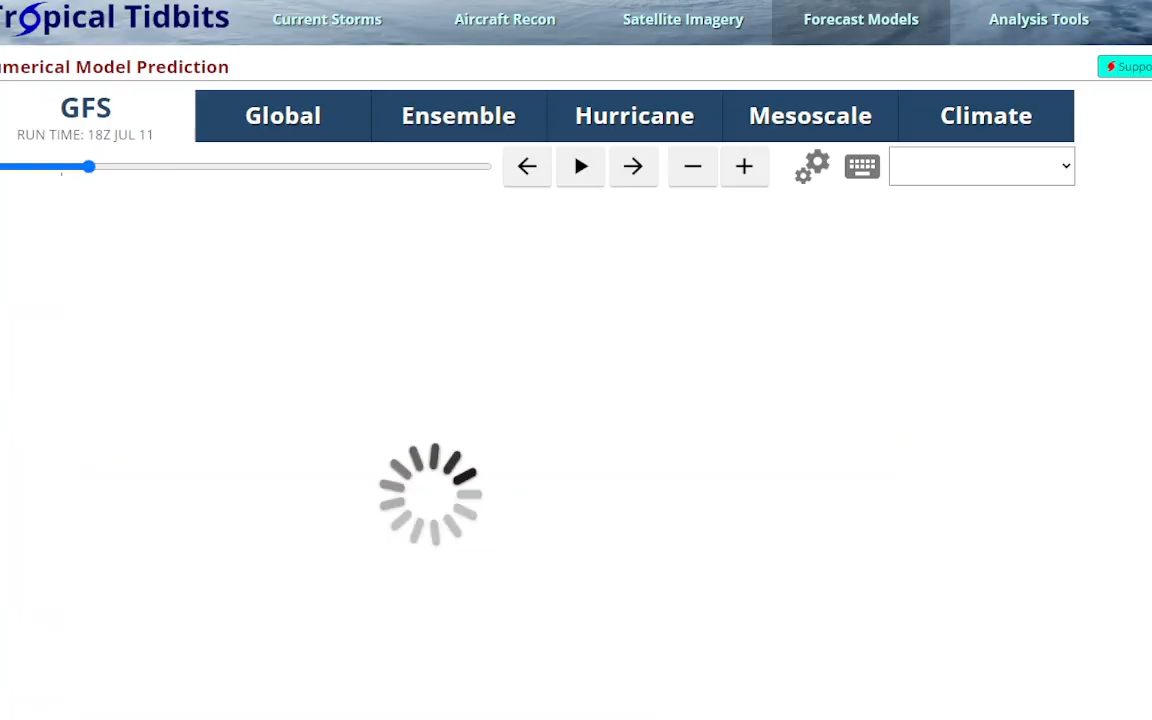 Tropical Tidbits
Current Storms
Aircraft Recon
Satellite Imagery
Forecast Models
Analysis Tools
umerical Model Prediction
Suppo
GFS
RUN TIME: 18Z JUL 11
Global
Ensemble
Hurricane
Mesoscale
Climate